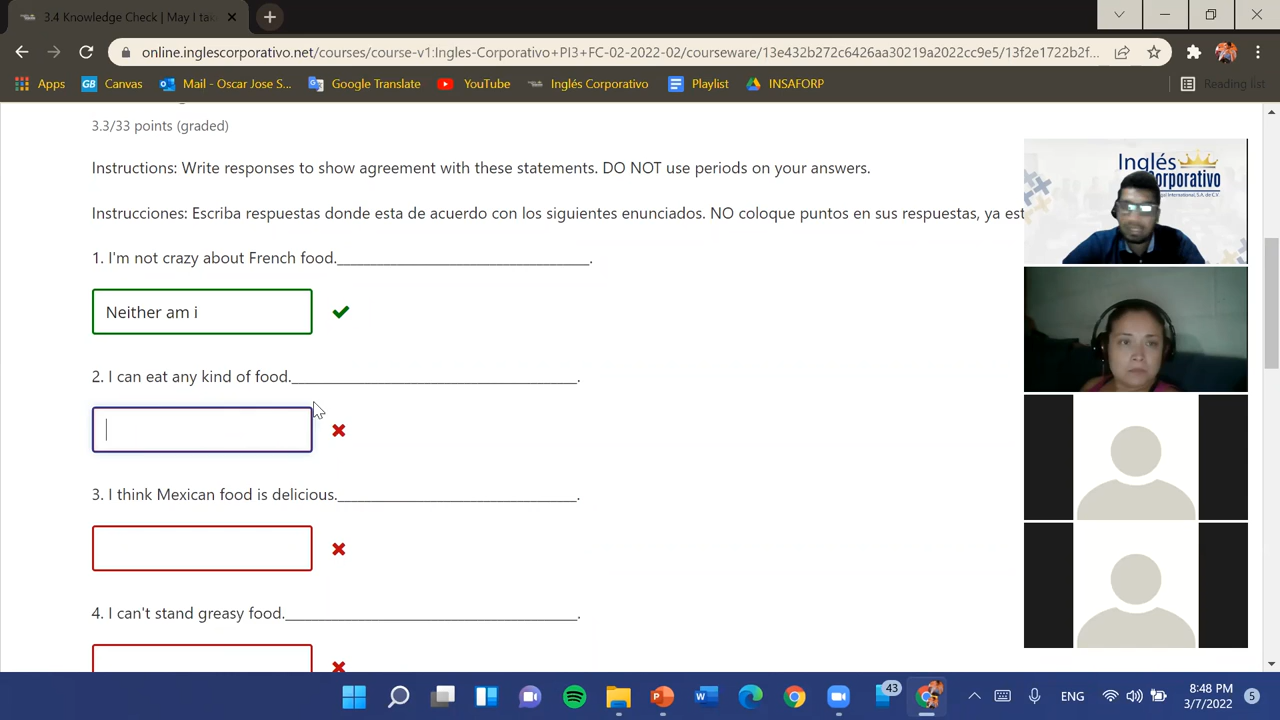 3.4 Knowledge Check | May I tak
online.inglescorporativo.net/courses/course-v1:Ingles-Corporativo+PI3+FC-02-2022-02/courseware/13e432b272c6426aa30219a2022cc9e5/13f2e1722b2f...
Apps
Canvas
Mail - Oscar Jose S...
Google Translate
YouTube
Inglés Corporativo
Playlist
INSAFORP
Reading list
3.3/33 points (graded)
Instructions: Write responses to show agreement with these statements. DO NOT use periods on your answers.
Instrucciones: Escriba respuestas donde esta de acuerdo con los siguientes enunciados. NO coloque puntos en sus respuestas, ya est
1. I'm not crazy about French food.______________________________.
Neither am i
2. I can eat any kind of food.__________________________________.
3. I think Mexican food is delicious.____________________________.
4. I can't stand greasy food.__________________________________.
Inglés
orporativo
43
ENG
8:48 PM
3/7/2022
5